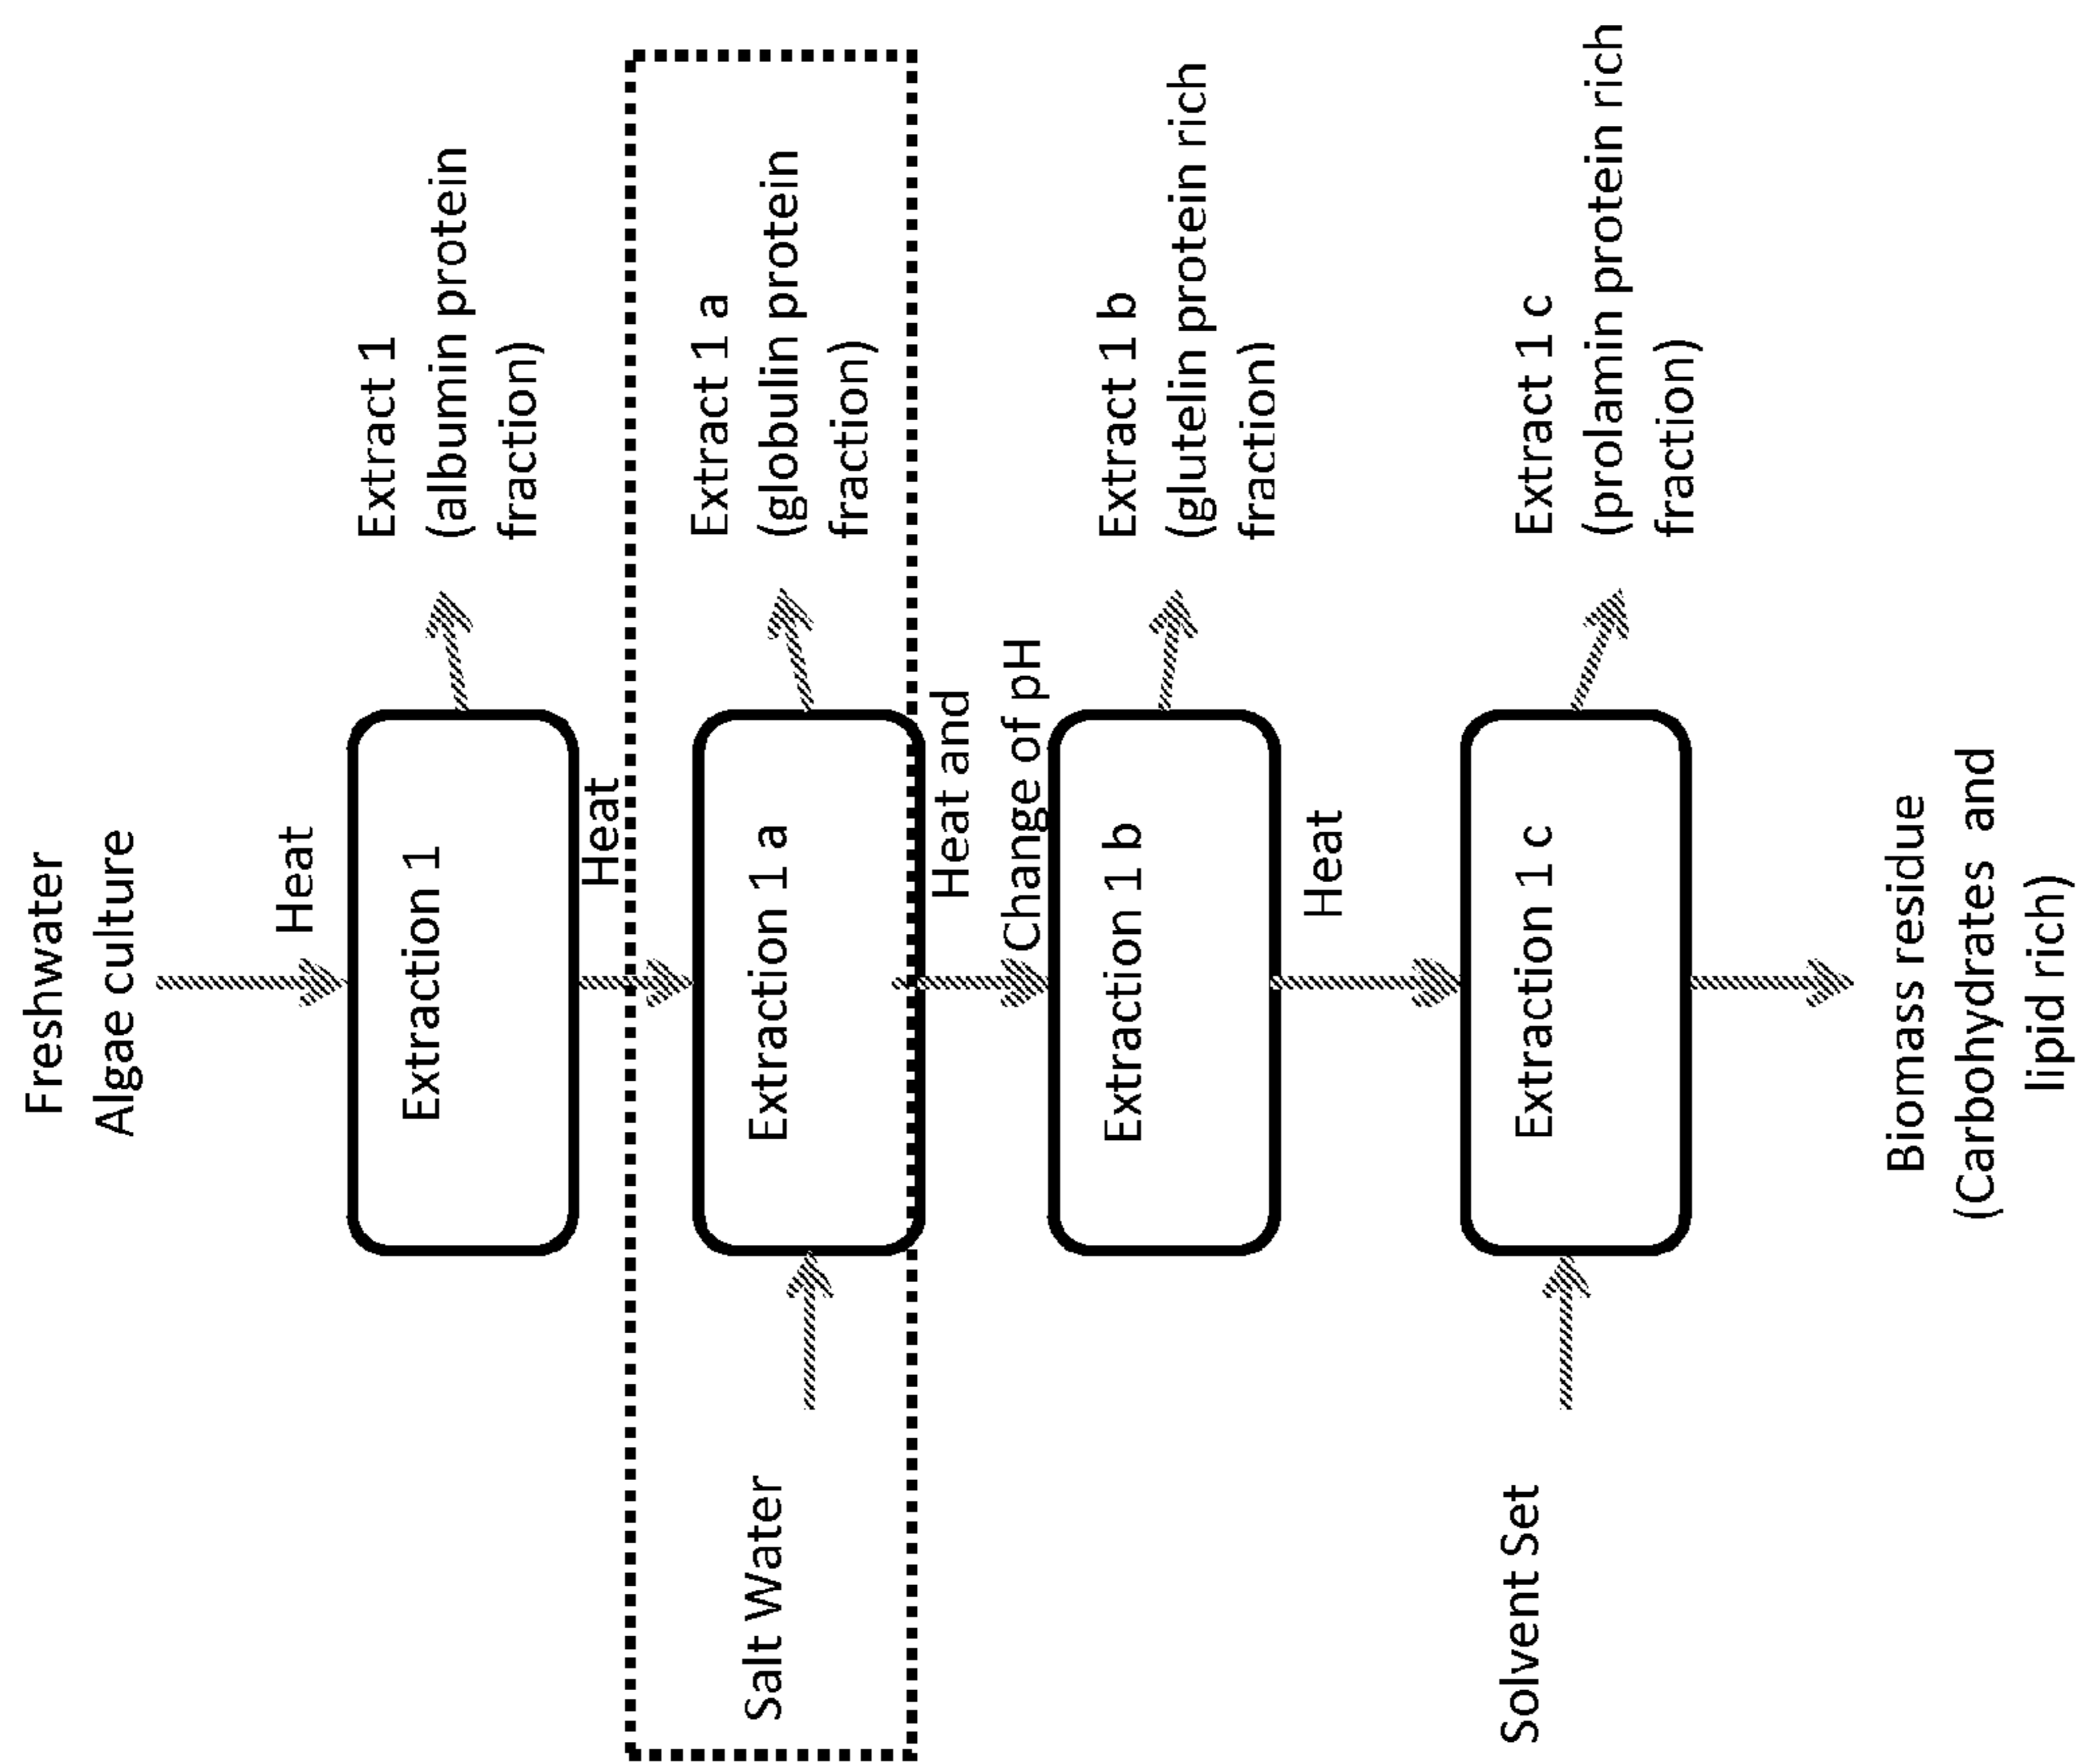 Freshwater
Algae culture
Heat
Extraction 1
Extract 1
(albumin protein
fraction)
Heat
Salt Water
Extraction 1 a
Extract 1 a
(globulin protein
fraction)
Heat and
Change of pH
Extraction 1 b
Extract 1 b
(glutelin protein rich
fraction)
Heat
Solvent Set
Extraction 1 c
Extract 1 c
(prolamin protein rich
fraction)
Biomass residue
(Carbohydrates and
lipid rich)